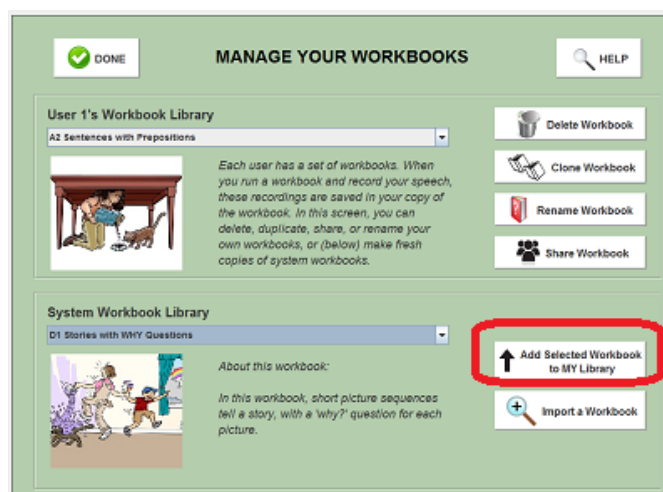 DONE
MANAGE YOUR WORKBOOKS
HELP
User 1's Workbook Library
A2 Sentences with Prepositions
Each user has a set of workbooks. When
you run a workbook and record your speech,
these recordings are saved in your copy of
the workbook. In this screen, you can
delete, duplicate, share, or rename your
own workbooks, or (below) make fresh
copies of system workbooks.
Delete Workbook
Clone Workbook
Rename Workbook
Share Workbook
System Workbook Library
D1 Stories with WHY Questions
About this workbook:
In this workbook, short picture sequences
tell a story, with a 'why?' question for each
picture.
Add Selected Workbook
to MY Library
Import a Workbook